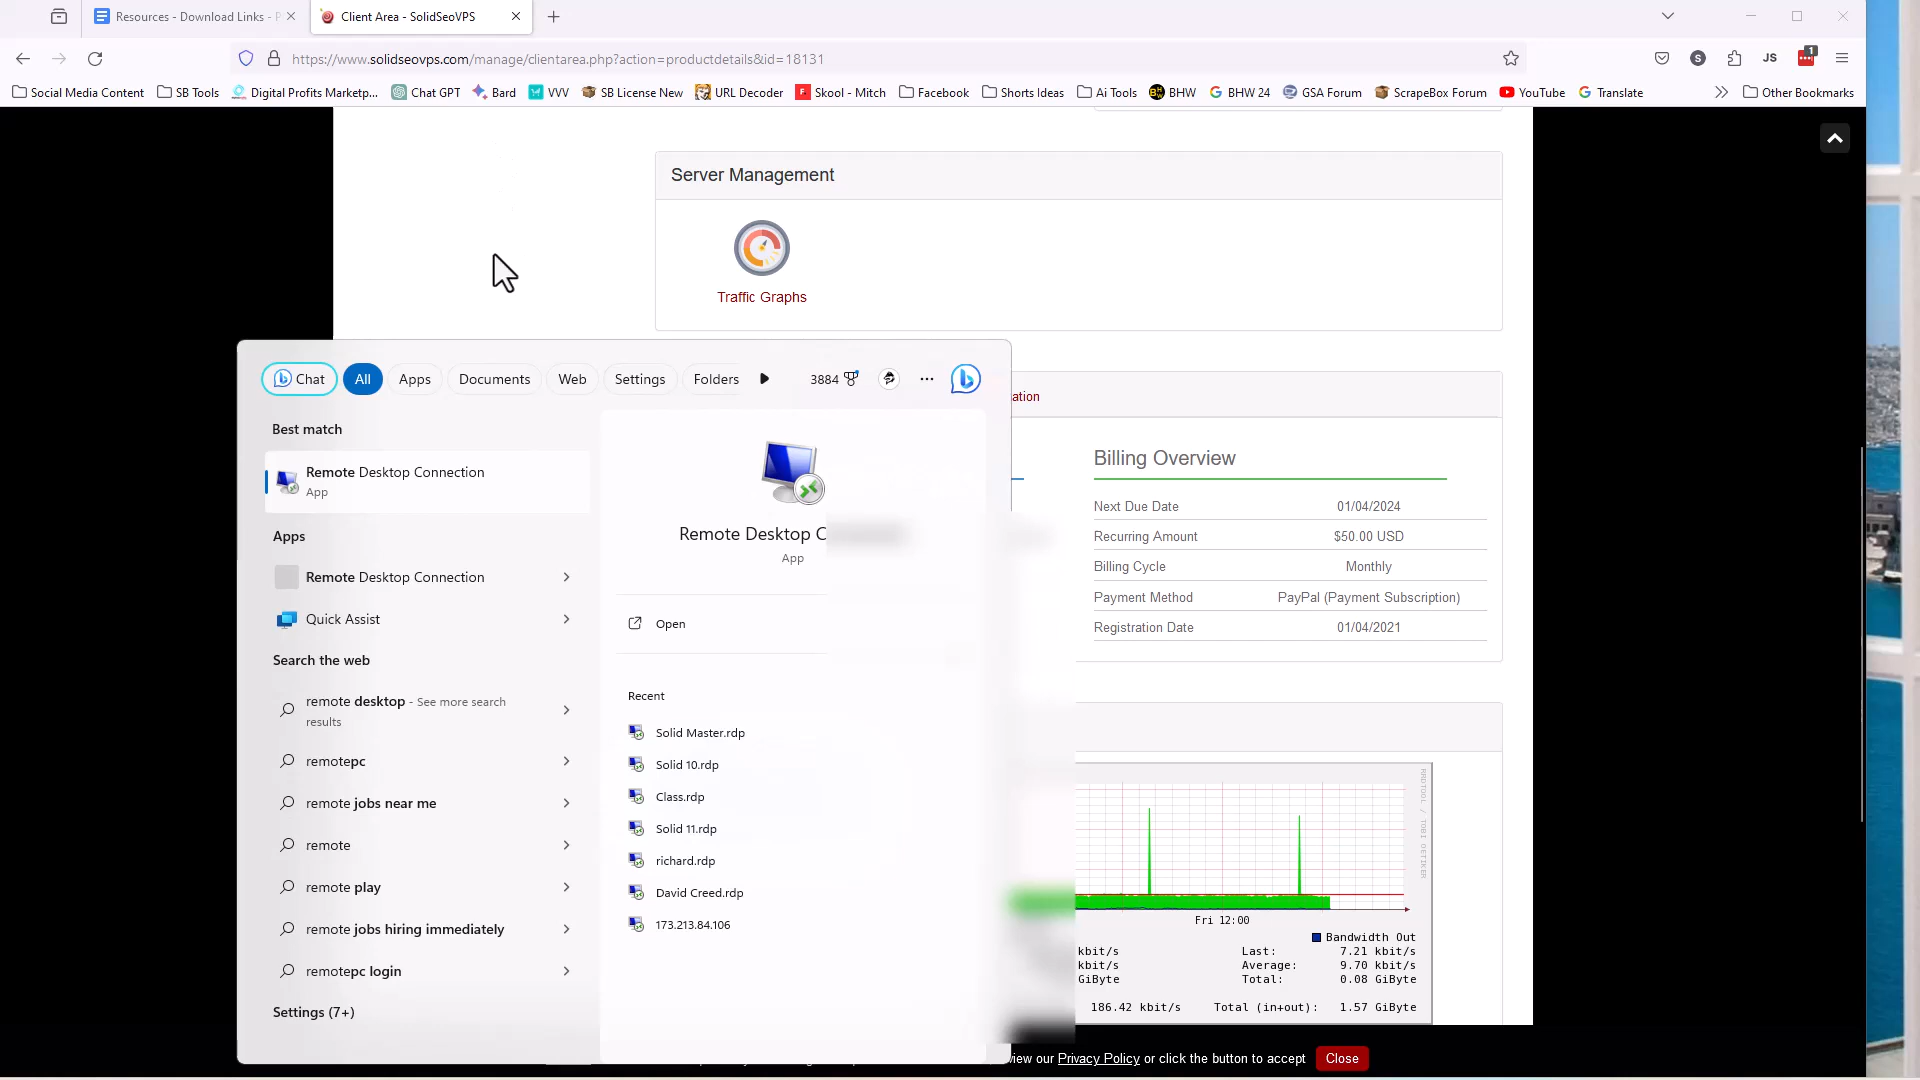 Resources - Download Links - P
Client Area - SolidSeoVPS
https://www.solidseovps.com/manage/clientarea.php?action=productdetails&id=18131
S
JS
1
Social Media Content
SB Tools
Digital Profits Marketp...
Chat GPT
Bard
VVV
SB License New
URL Decoder
Skool - Mitch
Facebook
Shorts Ideas
Ai Tools
BHW
BHW 24
GSA Forum
ScrapeBox Forum
YouTube
Translate
Other Bookmarks
Server Management
Traffic Graphs
Chat
All
Apps
Documents
Web
Settings
Folders
3884
Best match
Remote Desktop Connection
App
Apps
Remote Desktop Connection
Quick Assist
Search the web
remote desktop - See more search
results
remotepc
remote jobs near me
remote
remote play
remote jobs hiring immediately
remotepc login
Settings (7+)
Remote Desktop C
App
Open
Recent
Solid Master.rdp
Solid 10.rdp
Class.rdp
Solid 11.rdp
richard.rdp
David Creed.rdp
173.213.84.106
ation
Billing Overview
Next Due Date 01/04/2024
Recurring Amount $50.00 USD
Billing Cycle Monthly
Payment Method PayPal (Payment Subscription)
Registration Date 01/04/2021
RRDTOOL / TOBI OETIKER
Fri 12:00
Bandwidth Out
kbit/s Last: 7.21 kbit/s
kbit/s Average: 9.70 kbit/s
GiByte Total: 0.08 GiByte
186.42 kbit/s Total (in+out): 1.57 GiByte
view our Privacy Policy or click the button to accept
Close